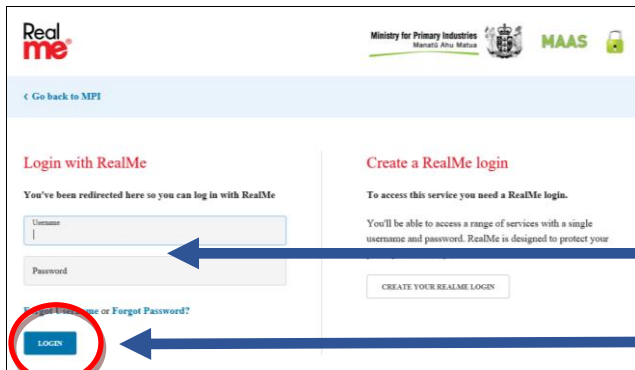 Real
me
Ministry for Primary Industries
Manatū Ahu Matua
MAAS
Go back to MPI
Login with RealMe
You've been redirected here so you can log in with RealMe
Username
Password
Forgot Username or Forgot Password?
LOGIN
Create a RealMe login
To access this service you need a RealMe login.
You'll be able to access a range of services with a single
username and password. RealMe is designed to protect your
CREATE YOUR REALME LOGIN